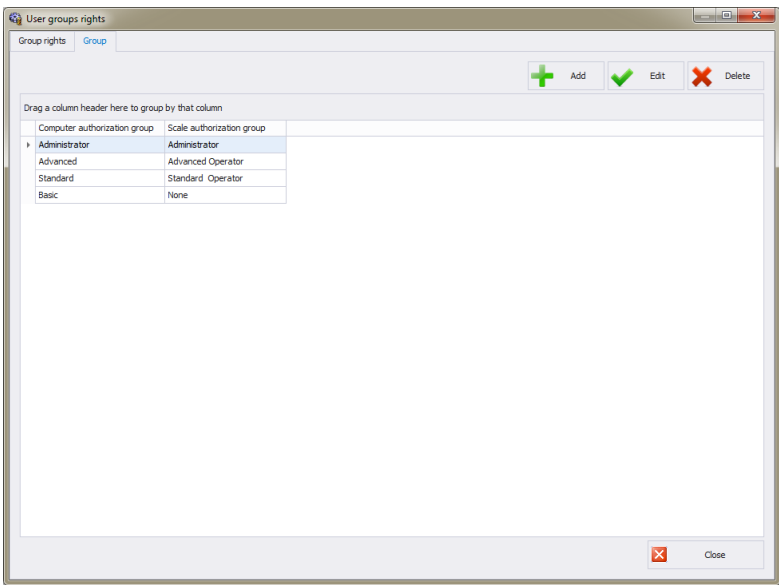 User groups rights
Group rights Group
Add Edit Delete
Drag a column header here to group by that column
Computer authorization group Scale authorization group
Administrator Administrator
Advanced Advanced Operator
Standard Standard Operator
Basic None
Close